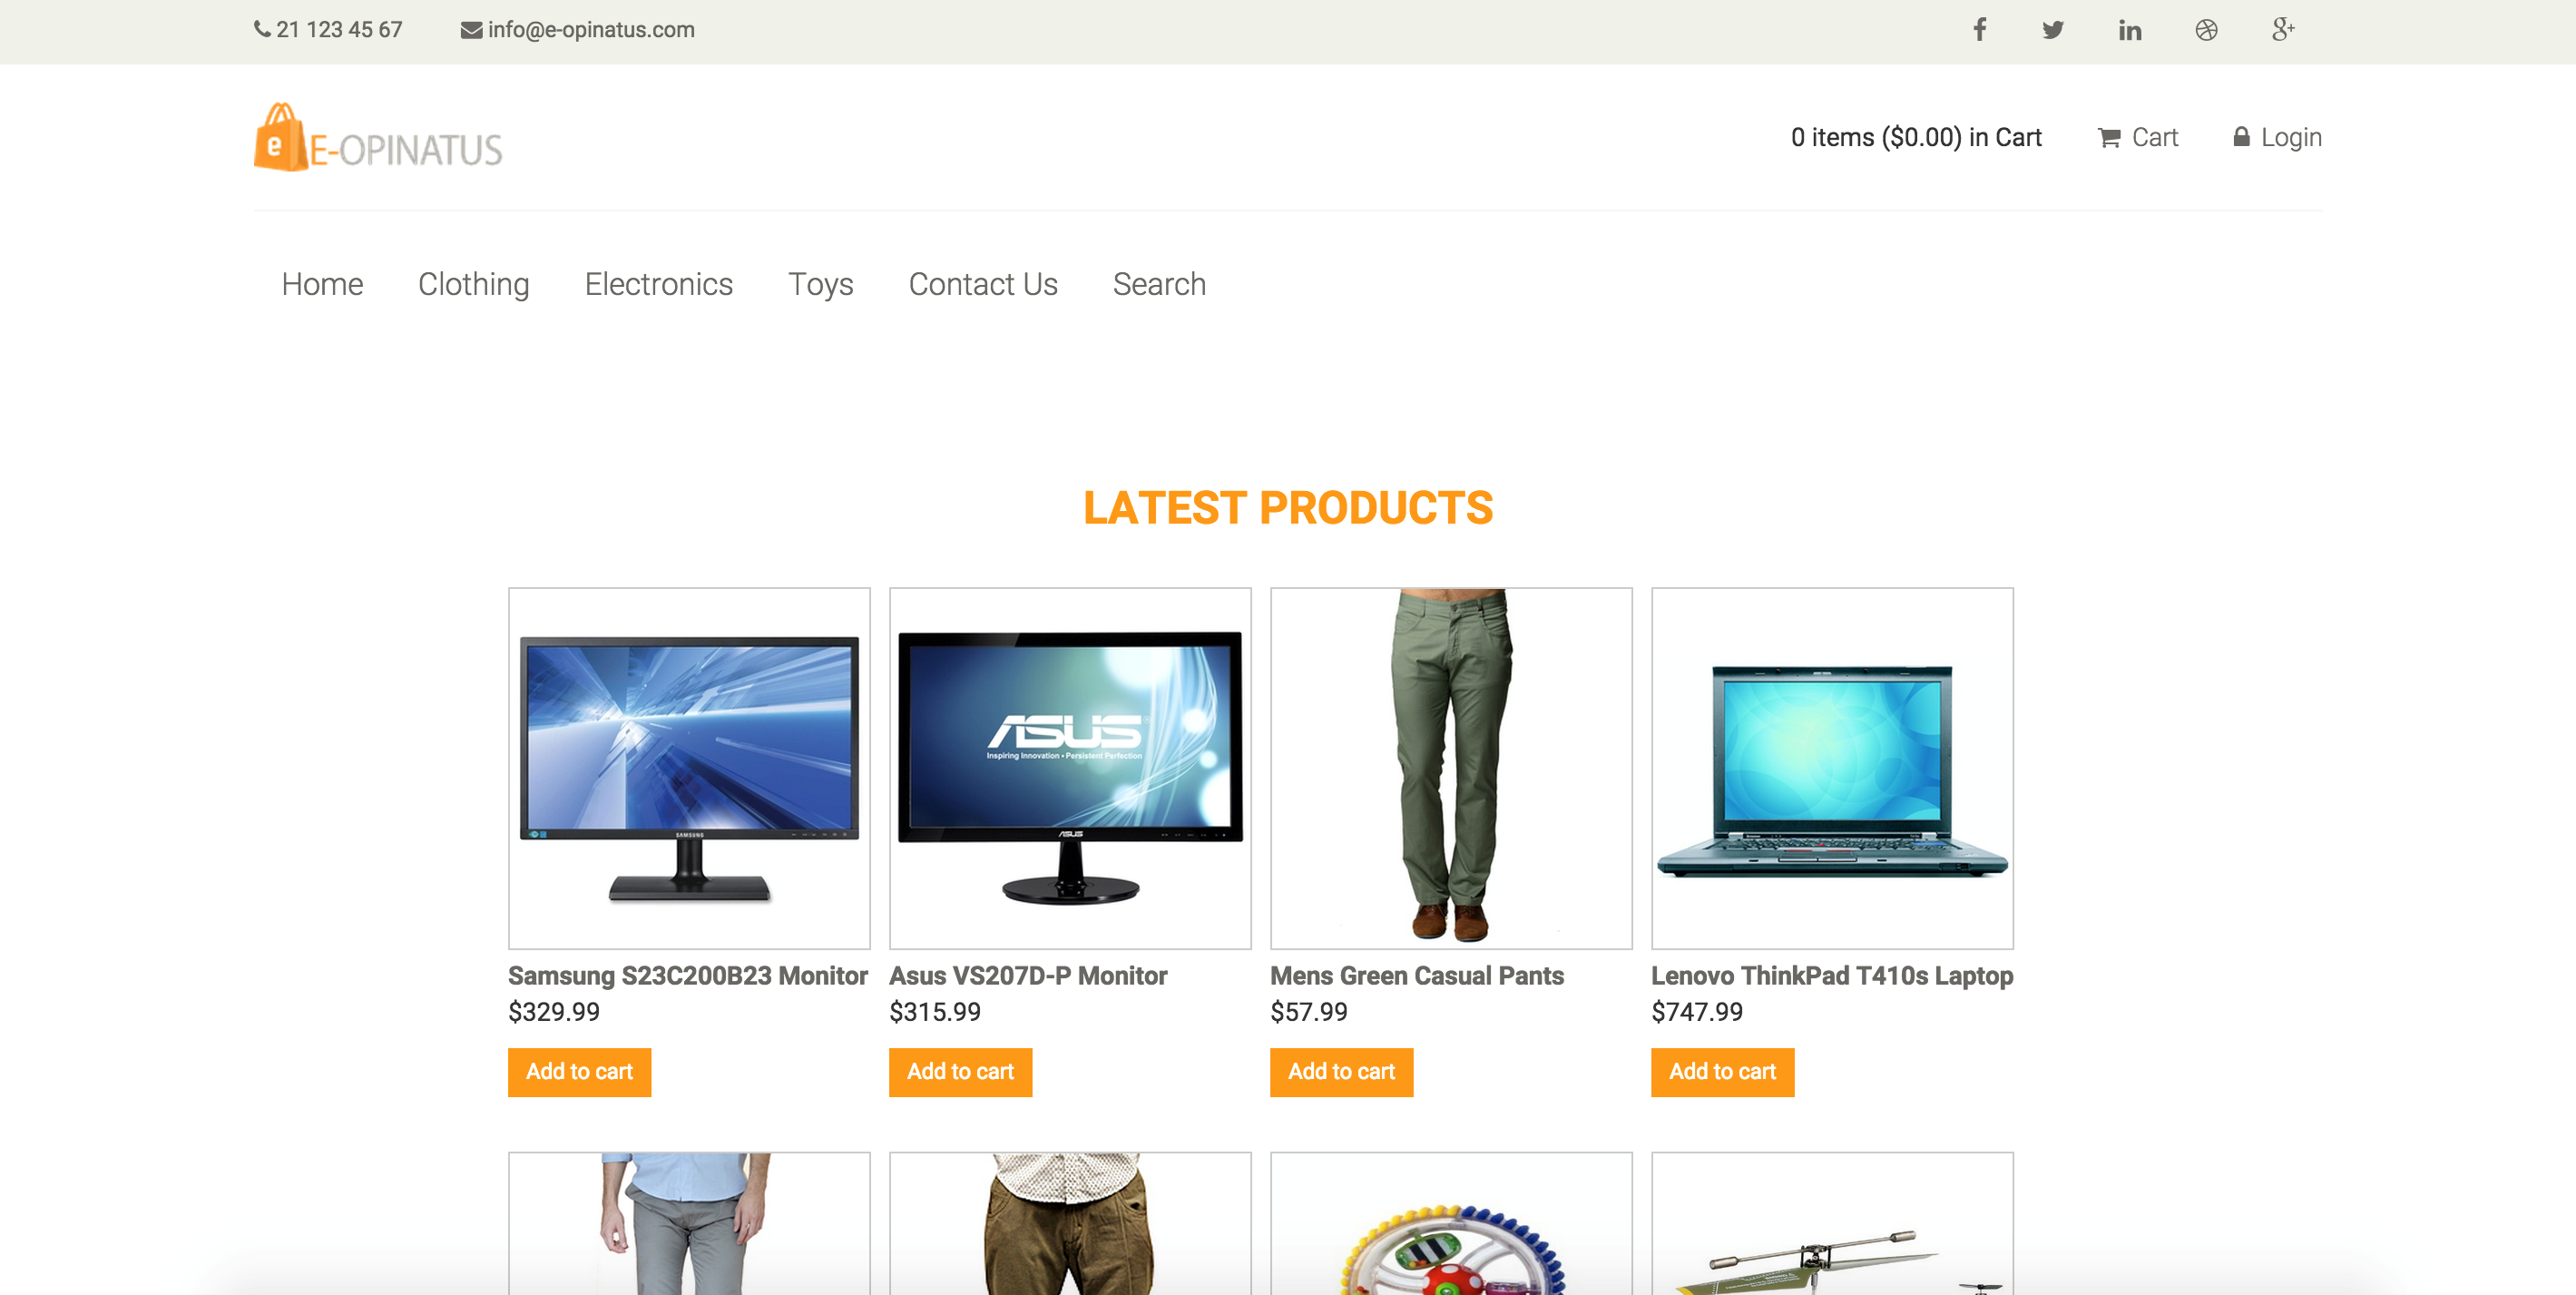 21 123 45 67 info@e-opinatus.com
e E-OPINATUS
0 items ($0.00) in Cart Cart Login
Home Clothing Electronics Toys Contact Us Search
LATEST PRODUCTS
ASUS
Inspiring Innovation • Persistent Perfection
SAMSUNG
ASUS
Samsung S23C200B23 Monitor Asus VS207D-P Monitor Mens Green Casual Pants Lenovo ThinkPad T410s Laptop
$329.99 $315.99 $57.99 $747.99
Add to cart Add to cart Add to cart Add to cart